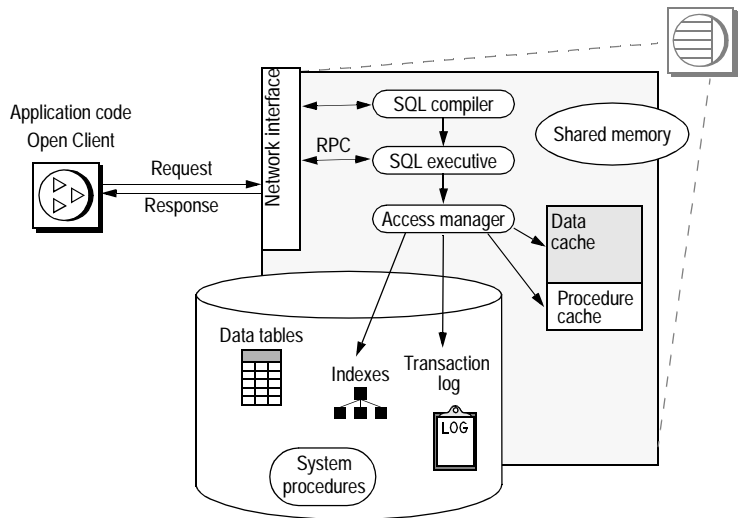 Application code
Open Client
Request
Response
Network interface
RPC
SQL compiler
SQL executive
Access manager
Shared memory
Data
cache
Procedure
cache
Data tables
Indexes
Transaction
log
LOG
System
procedures